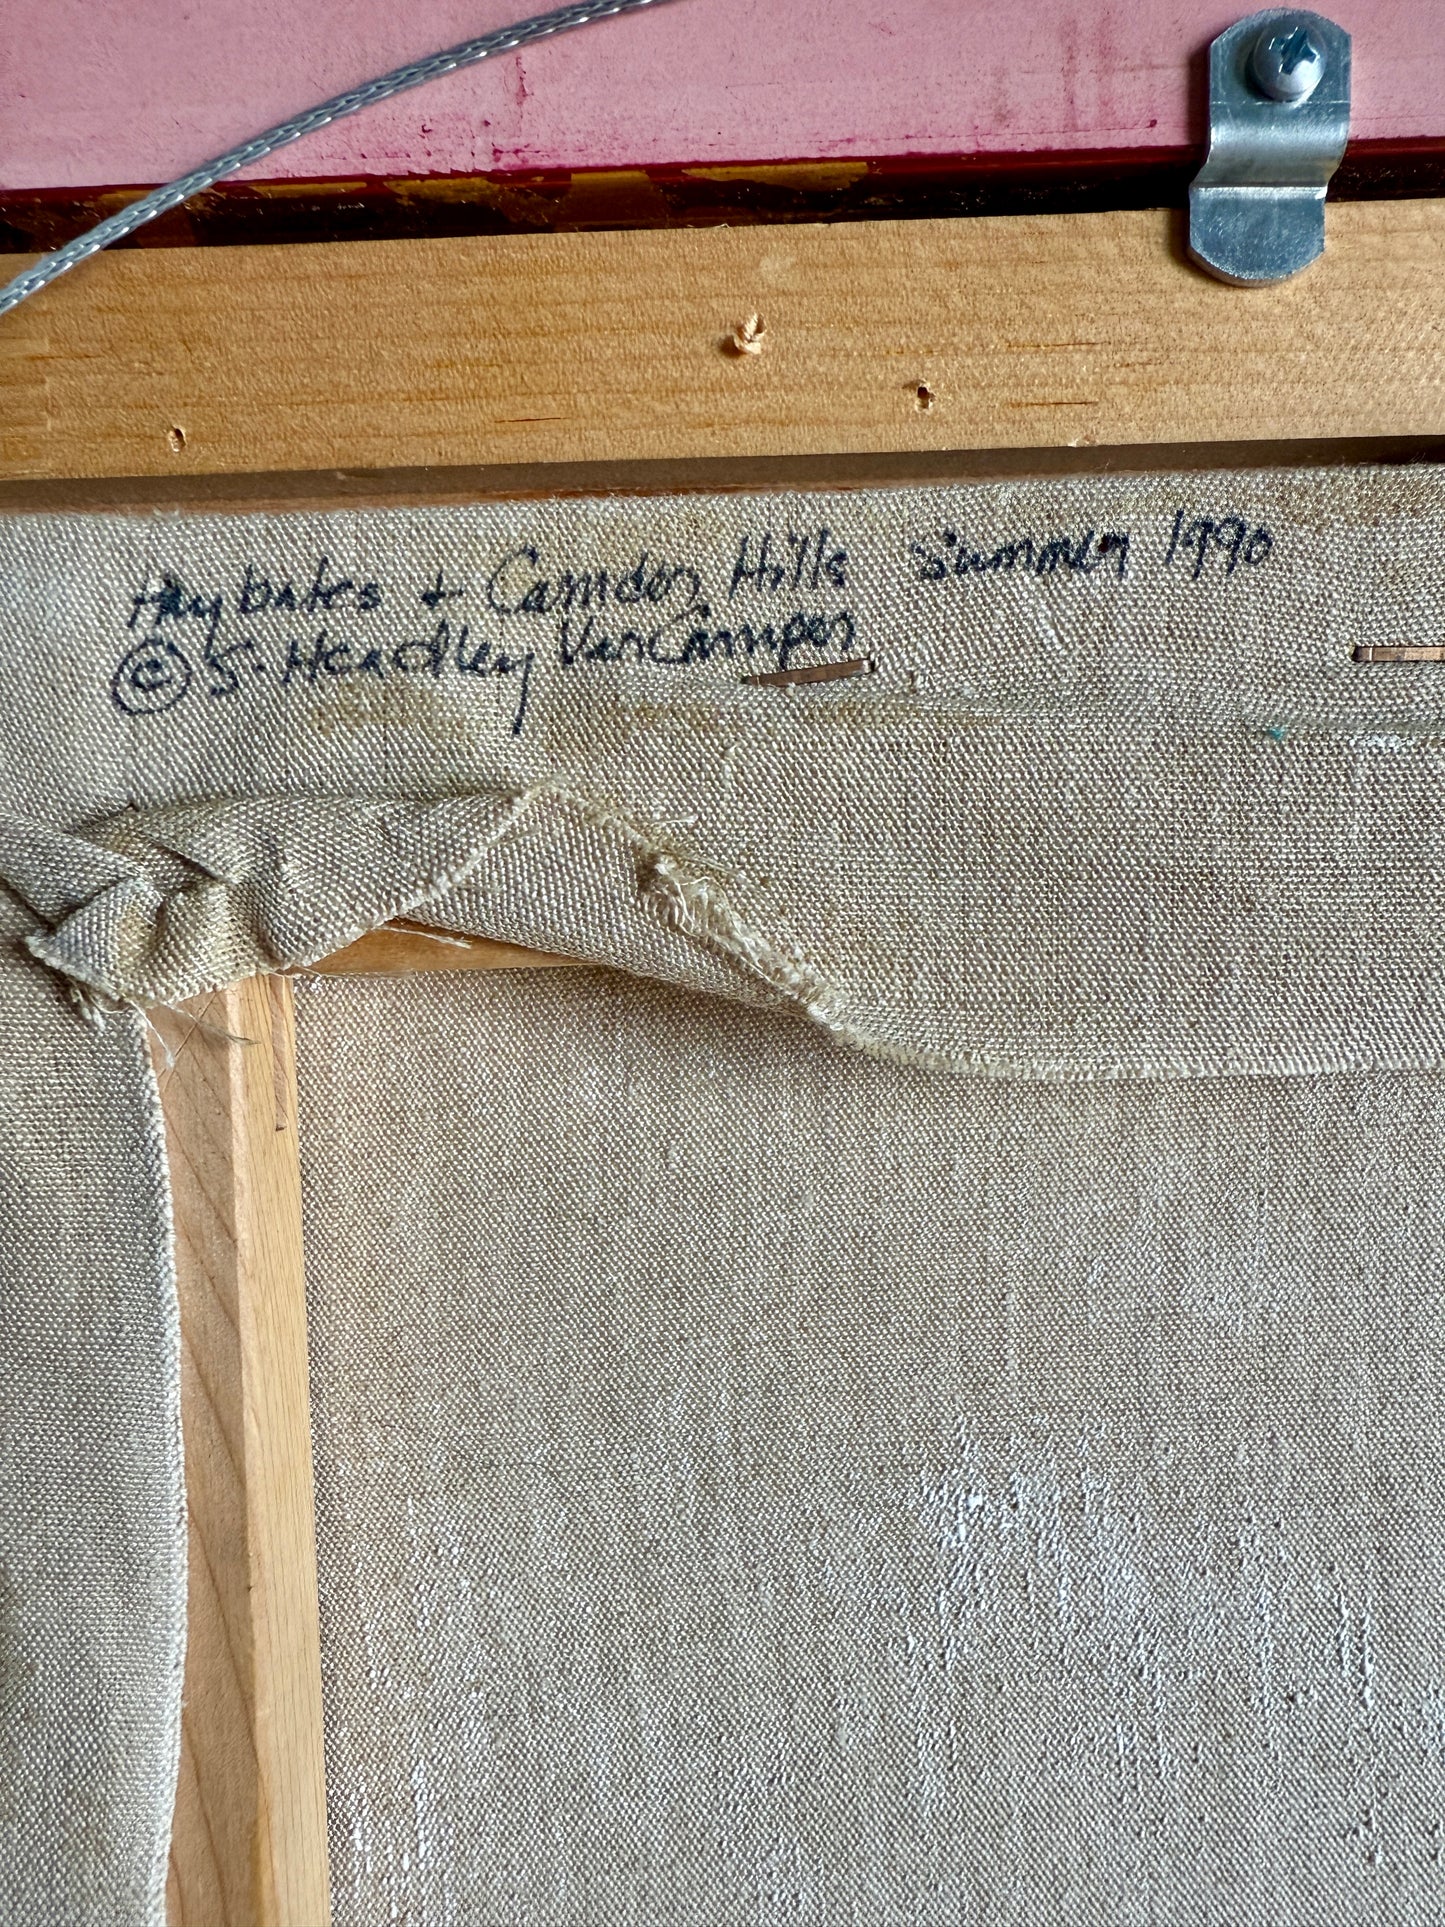 Haybales + Camden Hills Summer 1990
© S. Headley VanCampen